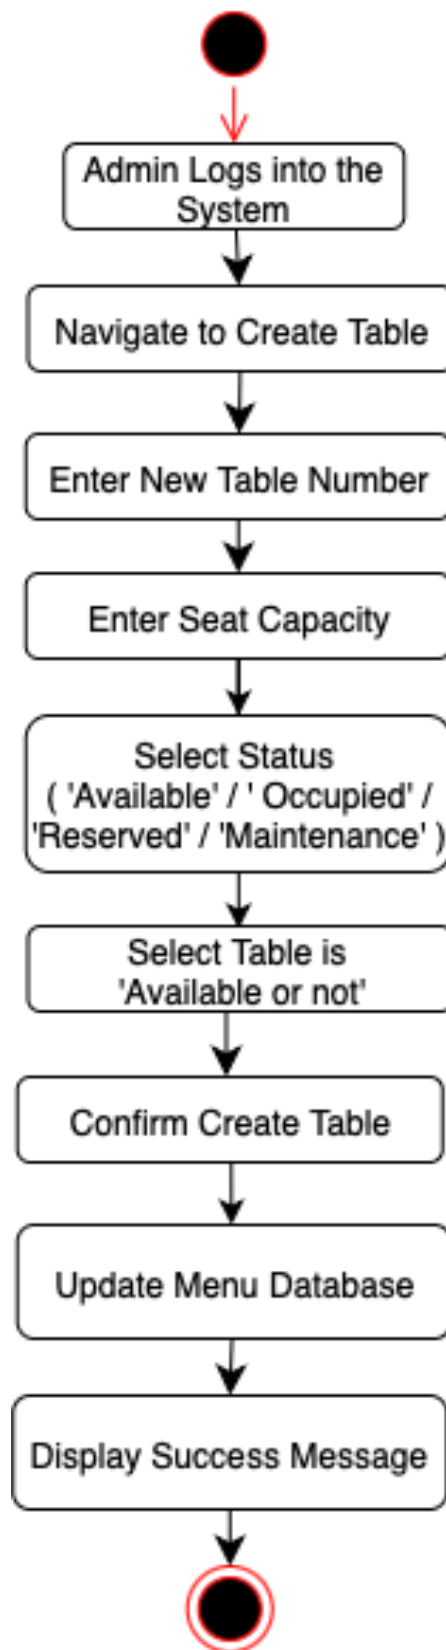 Admin Logs into the
System
Navigate to Create Table
Enter New Table Number
Enter Seat Capacity
Select Status
( 'Available' / ' Occupied' /
'Reserved' / 'Maintenance' )
Select Table is
'Available or not'
Confirm Create Table
Update Menu Database
Display Success Message